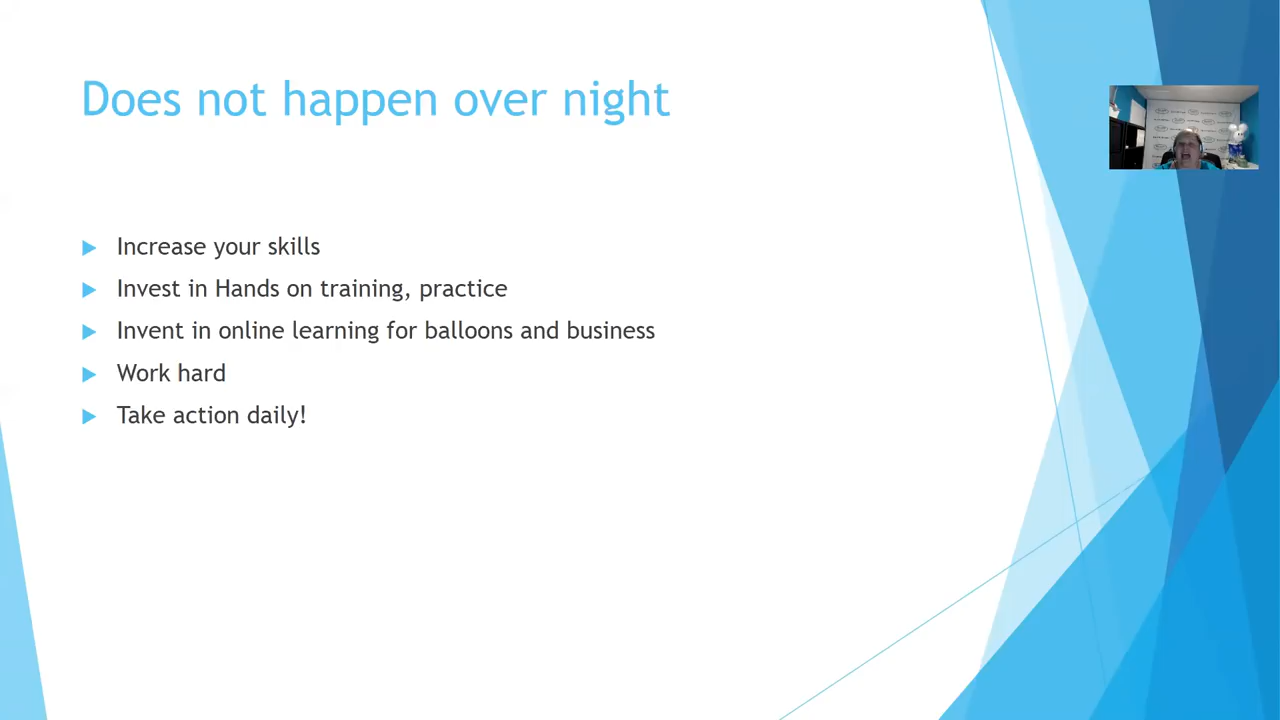 Does not happen over night
Increase your skills
Invest in Hands on training, practice
Invent in online learning for balloons and business
Work hard
Take action daily!